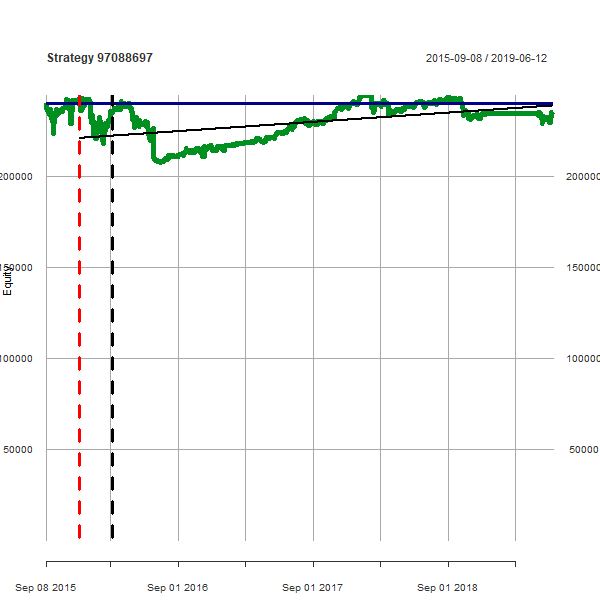 Strategy 97088697
2015-09-08 / 2019-06-12
200000
200000
150000
150000
Equity
100000
100000
50000
50000
Sep 08 2015
Sep 01 2016
Sep 01 2017
Sep 01 2018